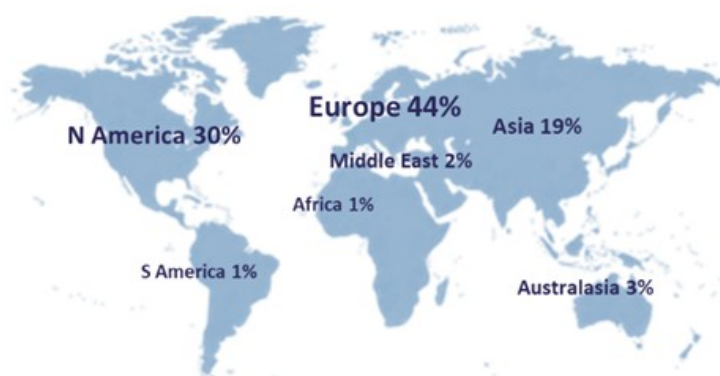 Europe 44%
N America 30%
Asia 19%
Middle East 2%
Africa 1%
S America 1%
Australasia 3%